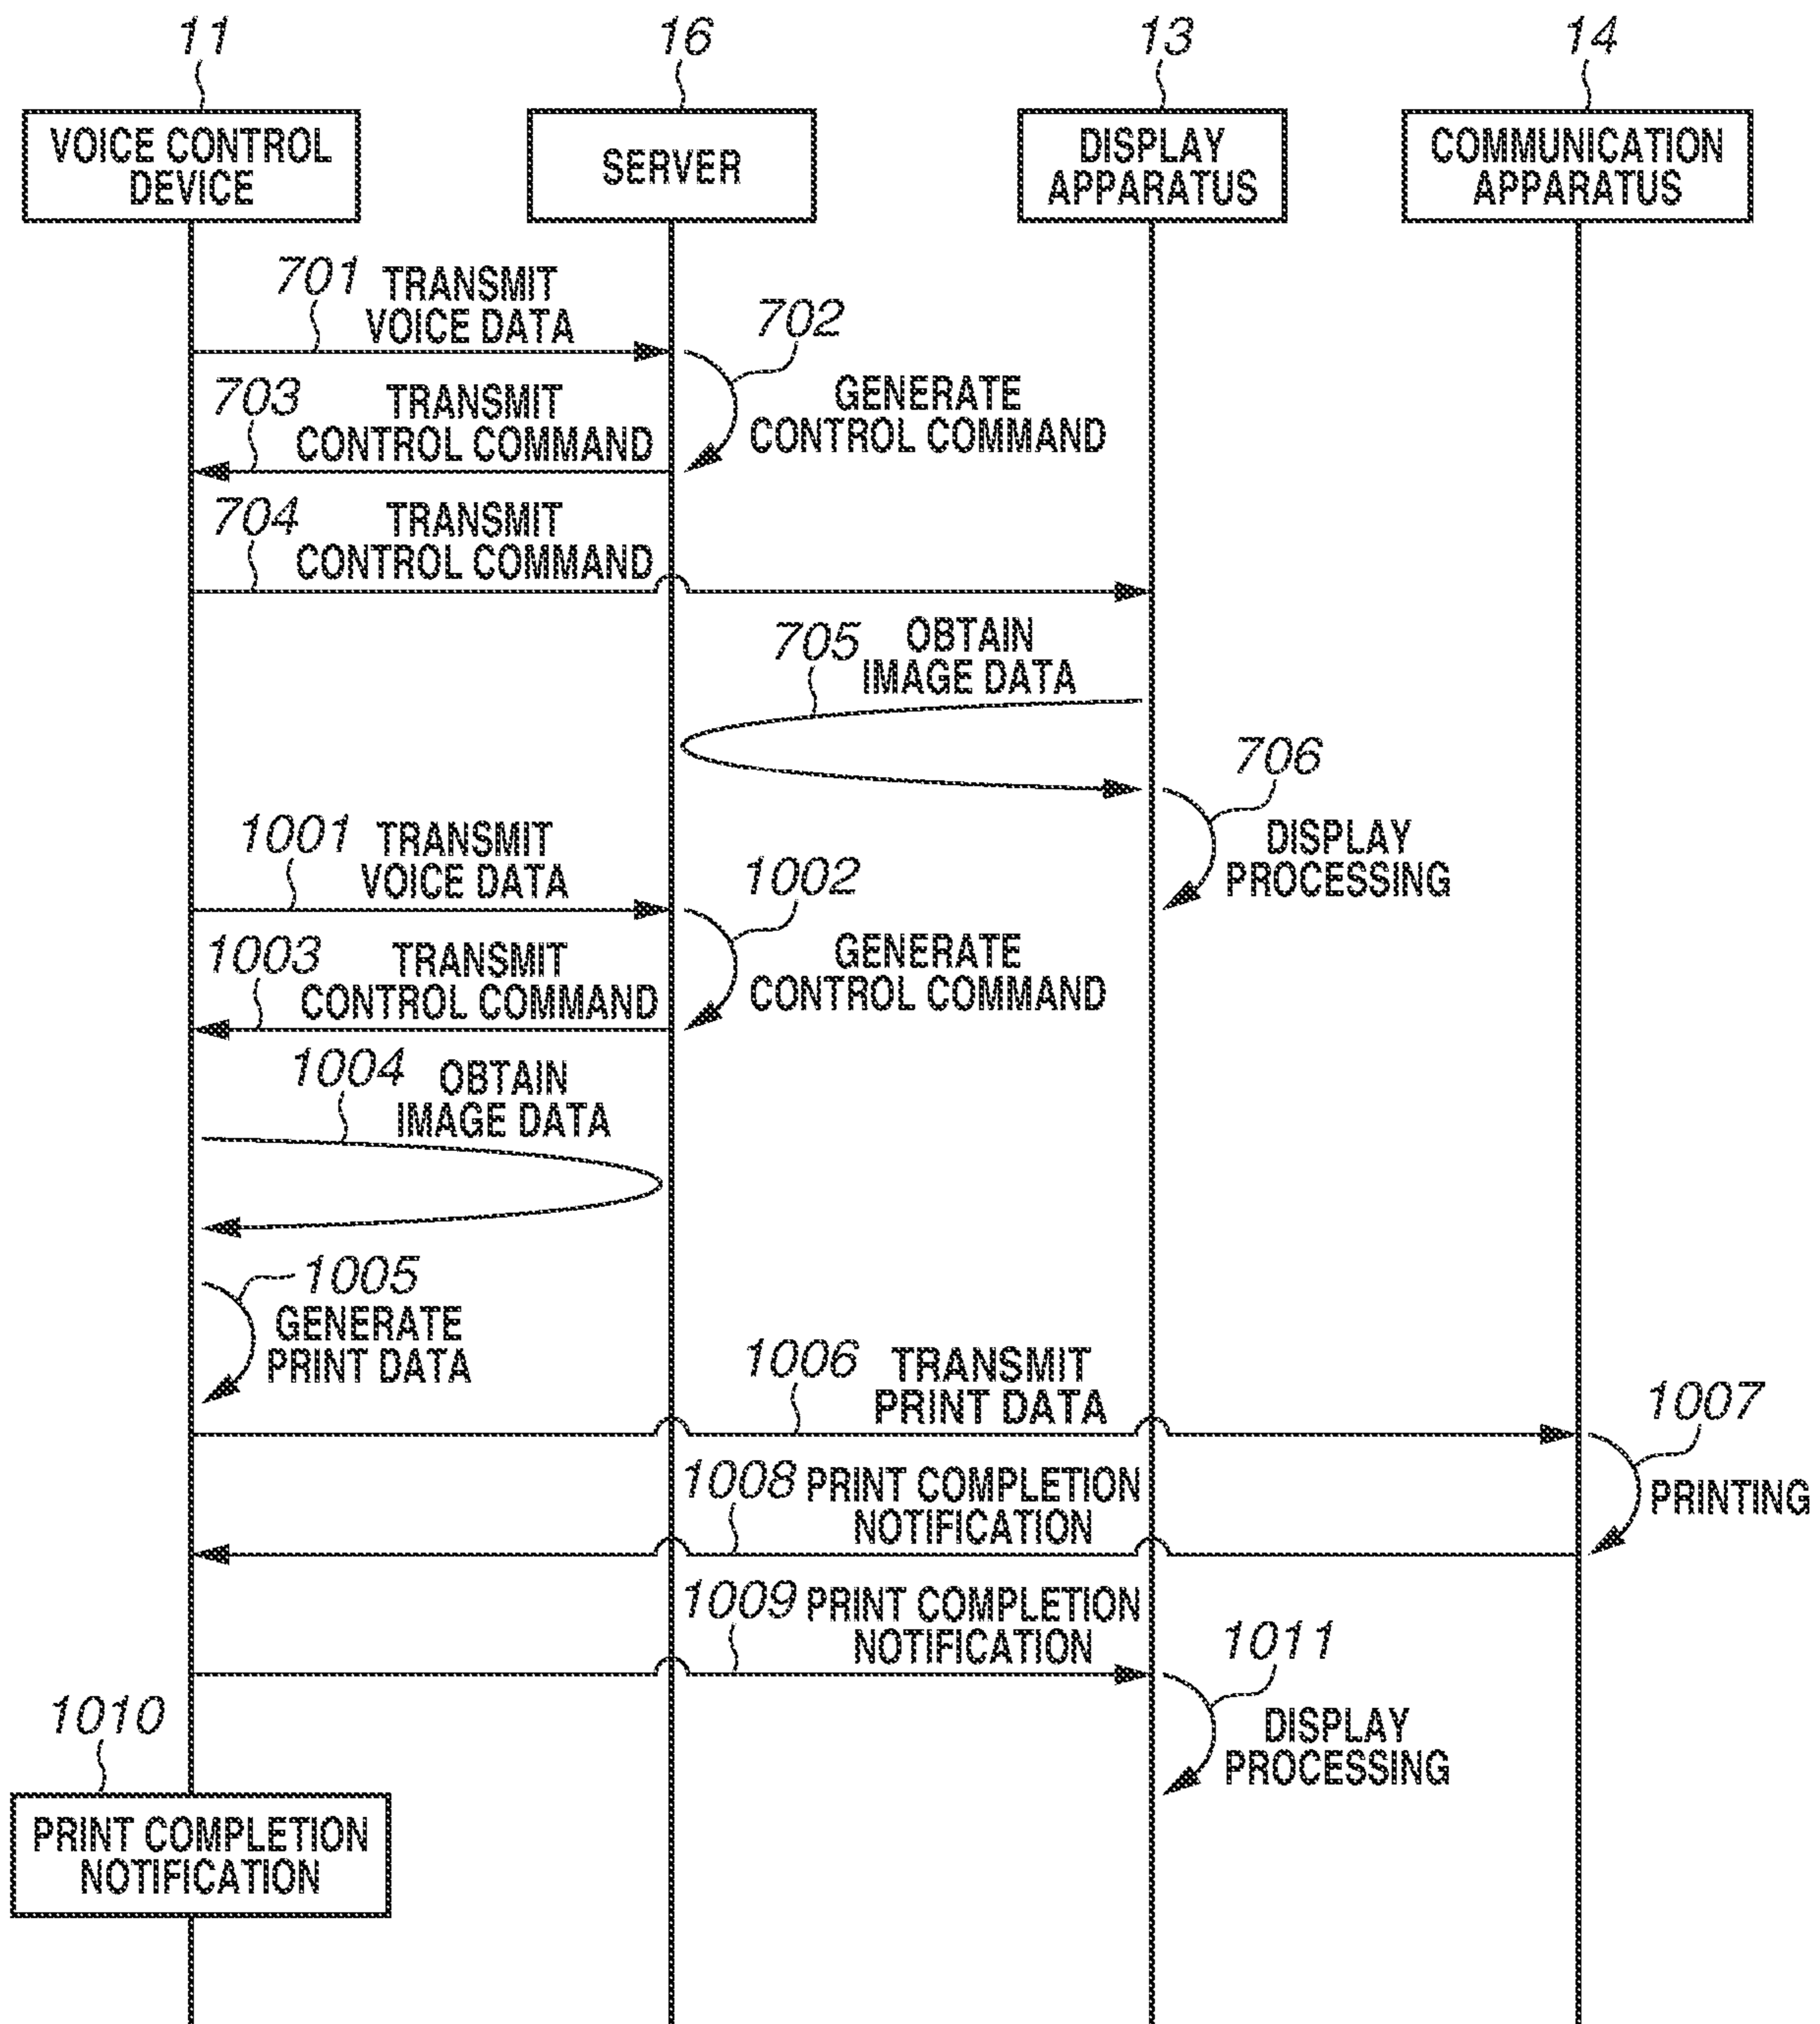 11
16
13
14
VOICE CONTROL
DEVICE
SERVER
DISPLAY
APPARATUS
COMMUNICATION
APPARATUS
701
TRANSMIT
VOICE DATA
702
GENERATE
CONTROL COMMAND
703
TRANSMIT
CONTROL COMMAND
704
TRANSMIT
CONTROL COMMAND
705
OBTAIN
IMAGE DATA
706
DISPLAY
PROCESSING
1001
TRANSMIT
VOICE DATA
1002
GENERATE
CONTROL COMMAND
1003
TRANSMIT
CONTROL COMMAND
1004
OBTAIN
IMAGE DATA
1005
GENERATE
PRINT DATA
1006
TRANSMIT
PRINT DATA
1007
PRINTING
1008
PRINT COMPLETION
NOTIFICATION
1009
PRINT COMPLETION
NOTIFICATION
1011
DISPLAY
PROCESSING
1010
PRINT COMPLETION
NOTIFICATION